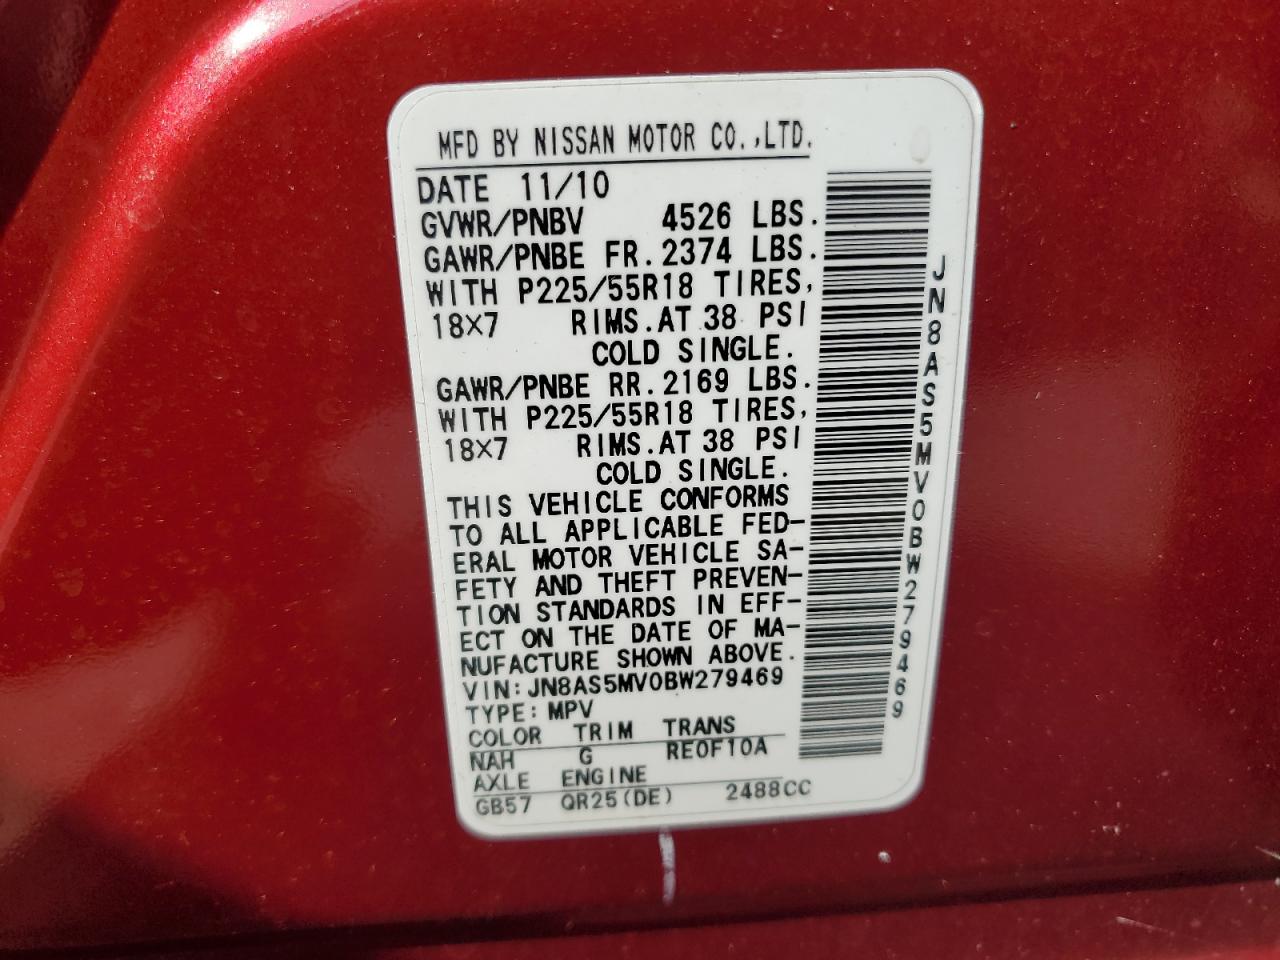 MFD BY NISSAN MOTOR CO.,LTD.
DATE 11/10
GVWR/PNBV 4526 LBS.
GAWR/PNBE FR.2374 LBS.
WITH P225/55R18 TIRES,
18X7 RIMS.AT 38 PSI
COLD SINGLE.
GAWR/PNBE RR.2169 LBS.
WITH P225/55R18 TIRES,
18X7 RIMS.AT 38 PSI
COLD SINGLE.
THIS VEHICLE CONFORMS
TO ALL APPLICABLE FED-
ERAL MOTOR VEHICLE SA-
FETY AND THEFT PREVEN-
TION STANDARDS IN EFF-
ECT ON THE DATE OF MA-
NUFACTURE SHOWN ABOVE.
VIN:JN8AS5MV0BW279469
TYPE:MPV
COLOR TRIM TRANS
NAH G RE0F10A
AXLE ENGINE
GB57 QR25(DE) 2488CC
JN8AS5MV0BW279469